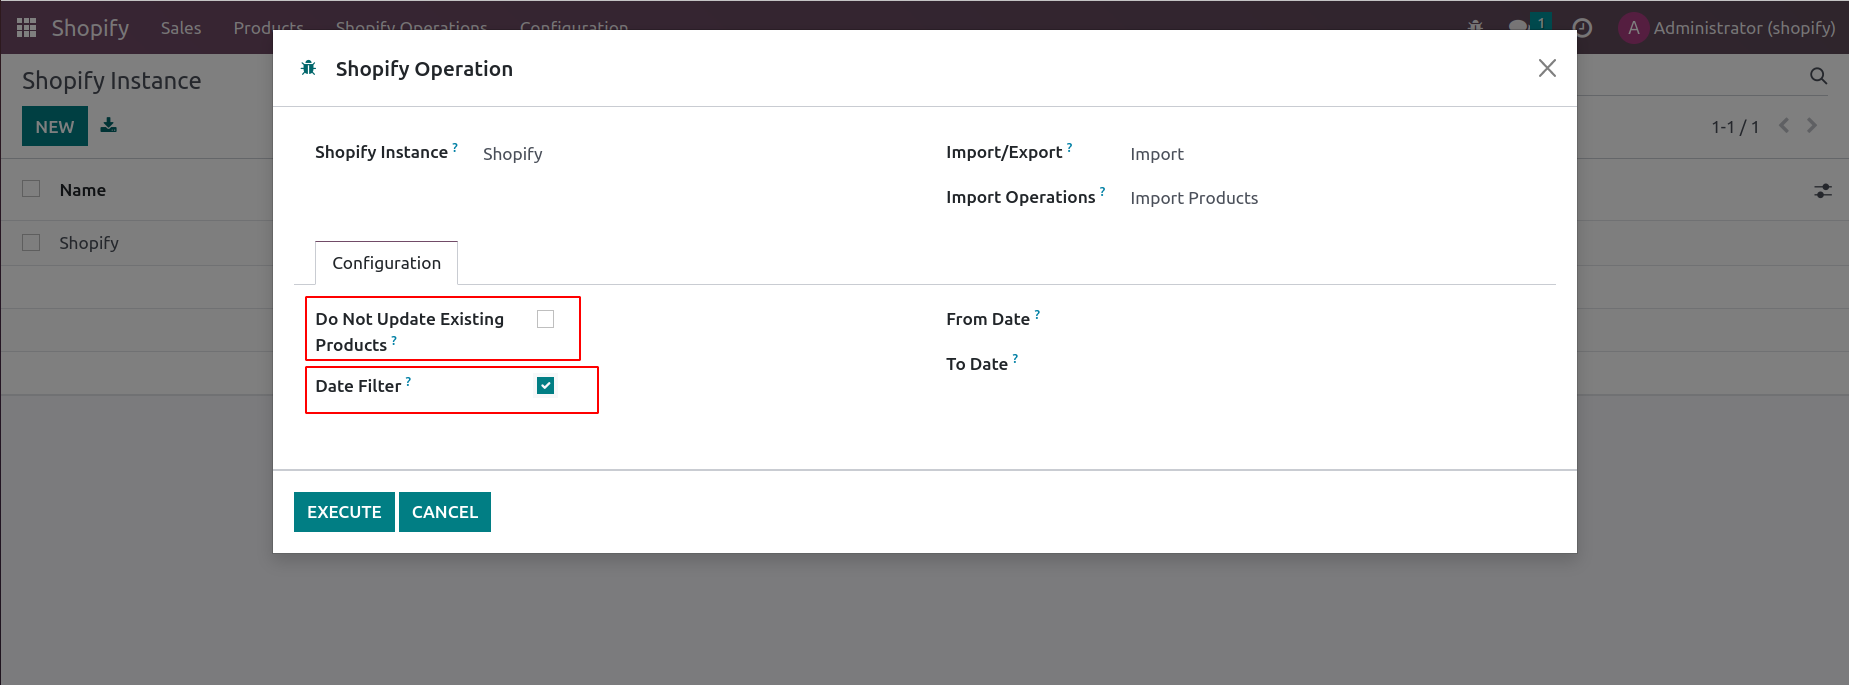 Shopify Sales Products Shopify Operations Configuration 1 A Administrator (shopify)
Shopify Instance
NEW
1-1 / 1
Name
Shopify
Shopify Operation
Shopify Instance ? Shopify
Import/Export ? Import
Import Operations ? Import Products
Configuration
Do Not Update Existing
Products ?
Date Filter ?
From Date ?
To Date ?
EXECUTE CANCEL